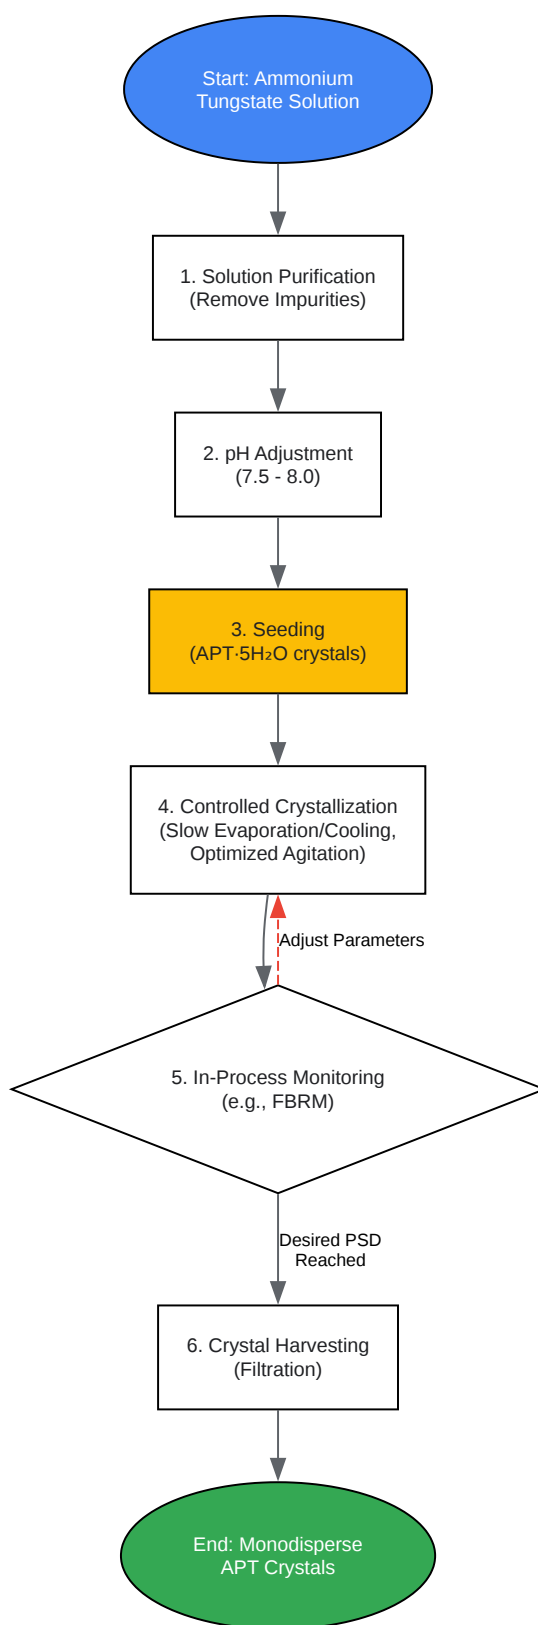 Start: Ammonium
Tungstate Solution
1. Solution Purification
(Remove Impurities)
2. pH Adjustment
(7.5 - 8.0)
3. Seeding
(APT·5H₂O crystals)
4. Controlled Crystallization
(Slow Evaporation/Cooling,
Optimized Agitation)
Adjust Parameters
5. In-Process Monitoring
(e.g., FBRM)
Desired PSD
Reached
6. Crystal Harvesting
(Filtration)
End: Monodisperse
APT Crystals